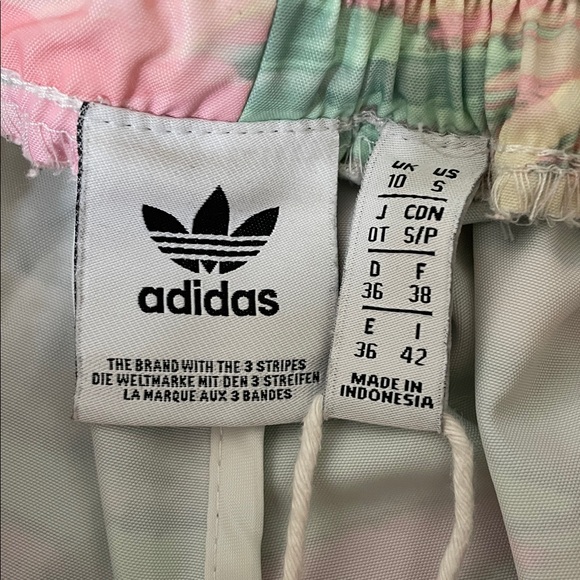 adidas
THE BRAND WITH THE 3 STRIPES
DIE WELTMARKE MIT DEN 3 STREIFEN
LA MARQUE AUX 3 BANDES
UK US
10 S
J CDN
OT S/P
D F
36 38
E I
36 42
MADE IN
INDONESIA